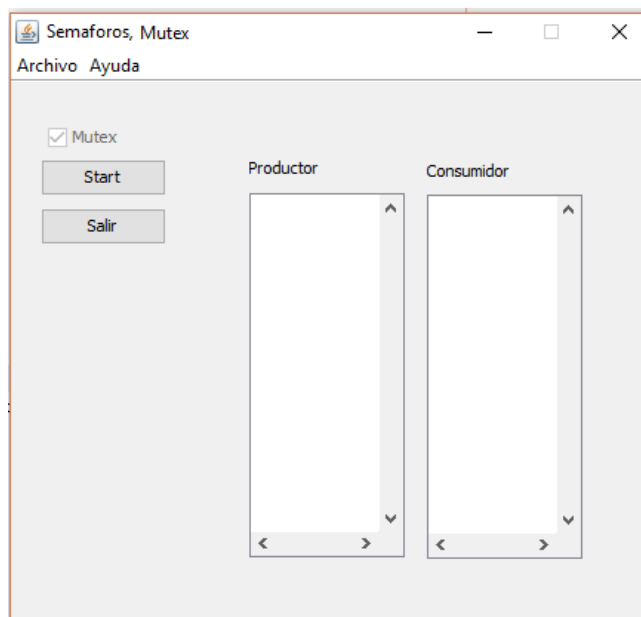 Semaforos, Mutex
Archivo Ayuda
Mutex
Start
Salir
Productor
Consumidor